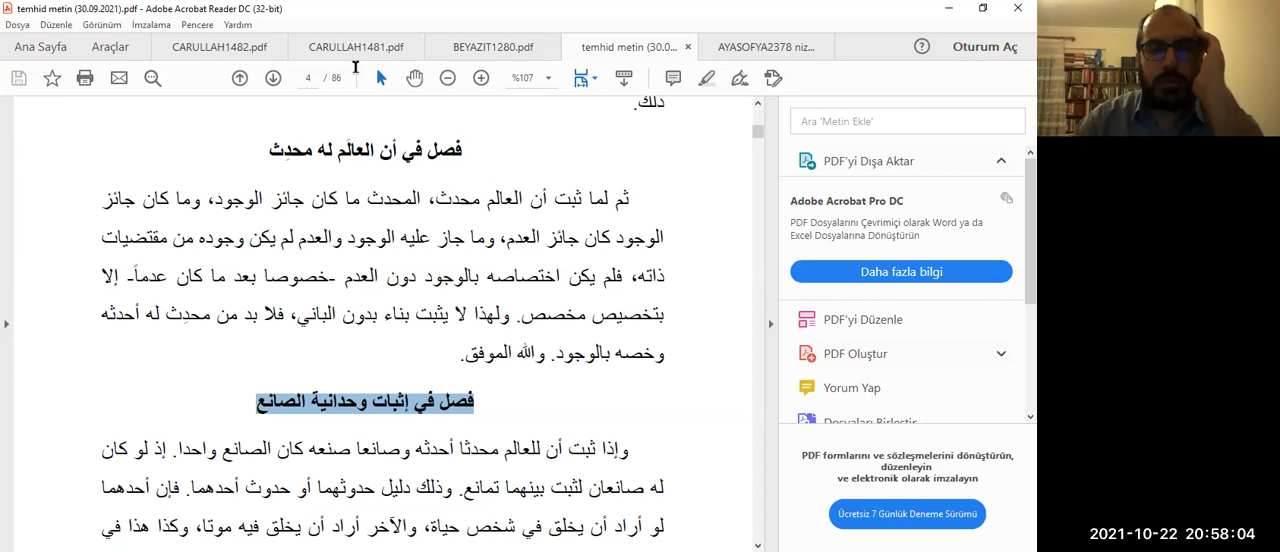 temhid metin (30.09.2021).pdf - Adobe Acrobat Reader DC (32-bit)
Dosya Düzenle Görünüm İmzalama Pencere Yardım
Ana Sayfa Araçlar CARULLAH1482.pdf CARULLAH1481.pdf BEYAZIT1280.pdf temhid metin (30.0... × AYASOFYA2378 niz... Oturum Aç
4 / 86 %107
ذلك.
فصل في أن العالَم له محدِث
ثم لما ثبت أن العالم محدث، المحدث ما كان جائز الوجود، وما كان جائز
الوجود كان جائز العدم، وما جاز عليه الوجود والعدم لم يكن وجوده من مقتضيات
ذاته، فلم يكن اختصاصه بالوجود دون العدم -خصوصا بعد ما كان عدماً- إلا
بتخصيص مخصص. ولهذا لا يثبت بناء بدون الباني، فلا بد من محدِث له أحدثه
وخصه بالوجود. والله الموفق.
فصل في إثبات وحدانية الصانع
وإذا ثبت أن للعالم محدثا أحدثه وصانعا صنعه كان الصانع واحدا. إذ لو كان
له صانعان لثبت بينهما تمانع. وذلك دليل حدوثهما أو حدوث أحدهما. فإن أحدهما
لو أراد أن يخلق في شخص حياة، والآخر أراد أن يخلق فيه موتا، وكذا هذا في
Ara 'Metin Ekle'
PDF'yi Dışa Aktar
Adobe Acrobat Pro DC
PDF Dosyalarını Çevrimiçi olarak Word ya da
Excel Dosyalarına Dönüştürün
Daha fazla bilgi
PDF'yi Düzenle
PDF Oluştur
Yorum Yap
Dosyaları Birleştir
PDF formlarını ve sözleşmelerini dönüştürün,
düzenleyin
ve elektronik olarak imzalayın
Ücretsiz 7 Günlük Deneme Sürümü
2021-10-22 20:58:04